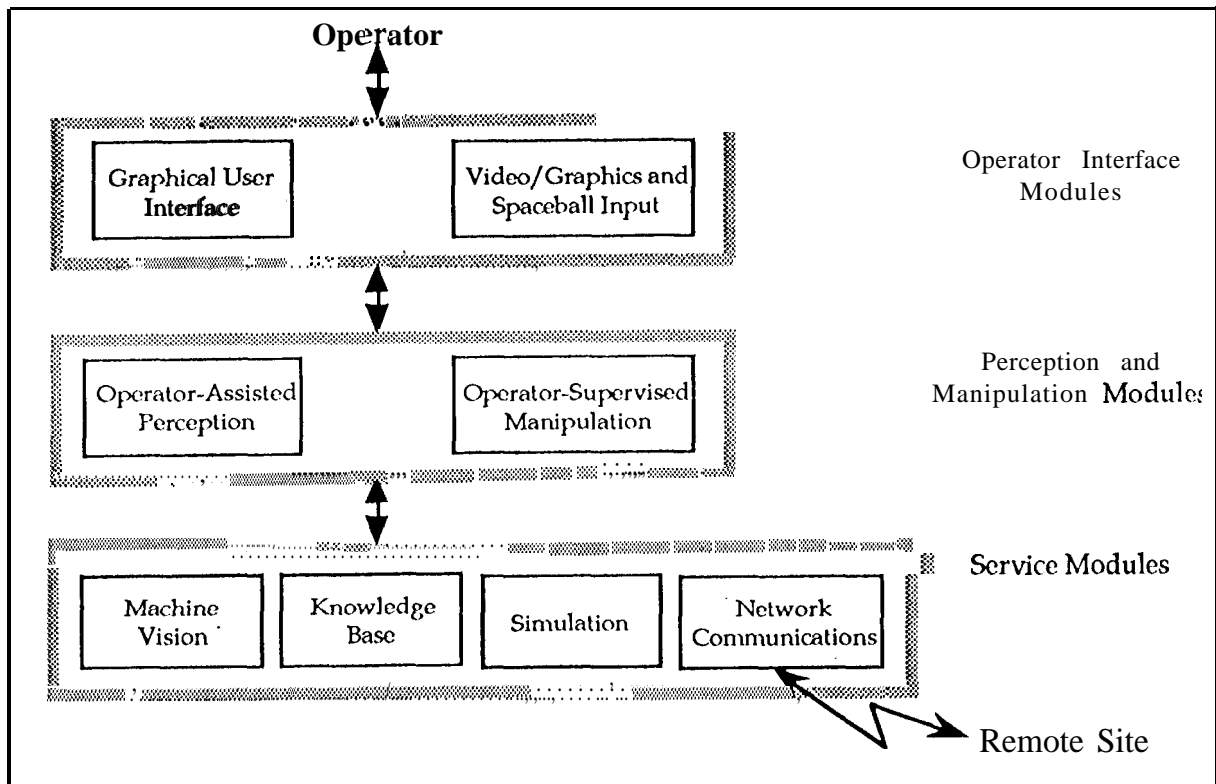 Operator
Graphical User
Interface
Video/Graphics and
Spaceball Input
Operator Interface
Modules
Operator-Assisted
Perception
Operator-Supervised
Manipulation
Perception and
Manipulation Modules
Machine
Vision
Knowledge
Base
Simulation
Network
Communications
Service Modules
Remote Site